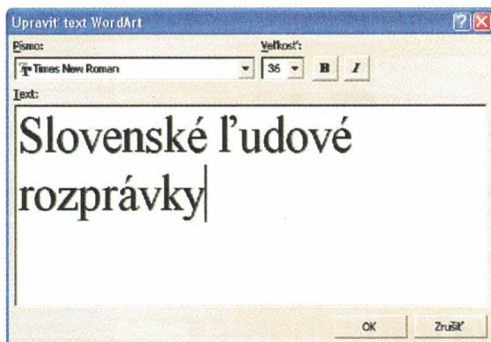 Upraviť text WordArt
Písmo:
Veľkosť:
Times New Roman
36
B
I
Text:
Slovenské ľudové
rozprávky
OK
Zrušiť